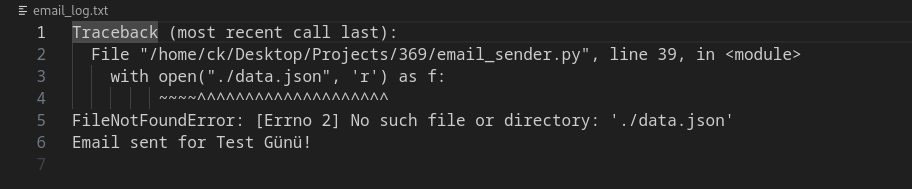 email_log.txt
1 Traceback (most recent call last):
2 File "/home/ck/Desktop/Projects/369/email_sender.py", line 39, in <module>
3 with open("./data.json", 'r') as f:
4 ~~~~^^^^^^^^^^^^^^^^^^^^
5 FileNotFoundError: [Errno 2] No such file or directory: './data.json'
6 Email sent for Test Günü!
7